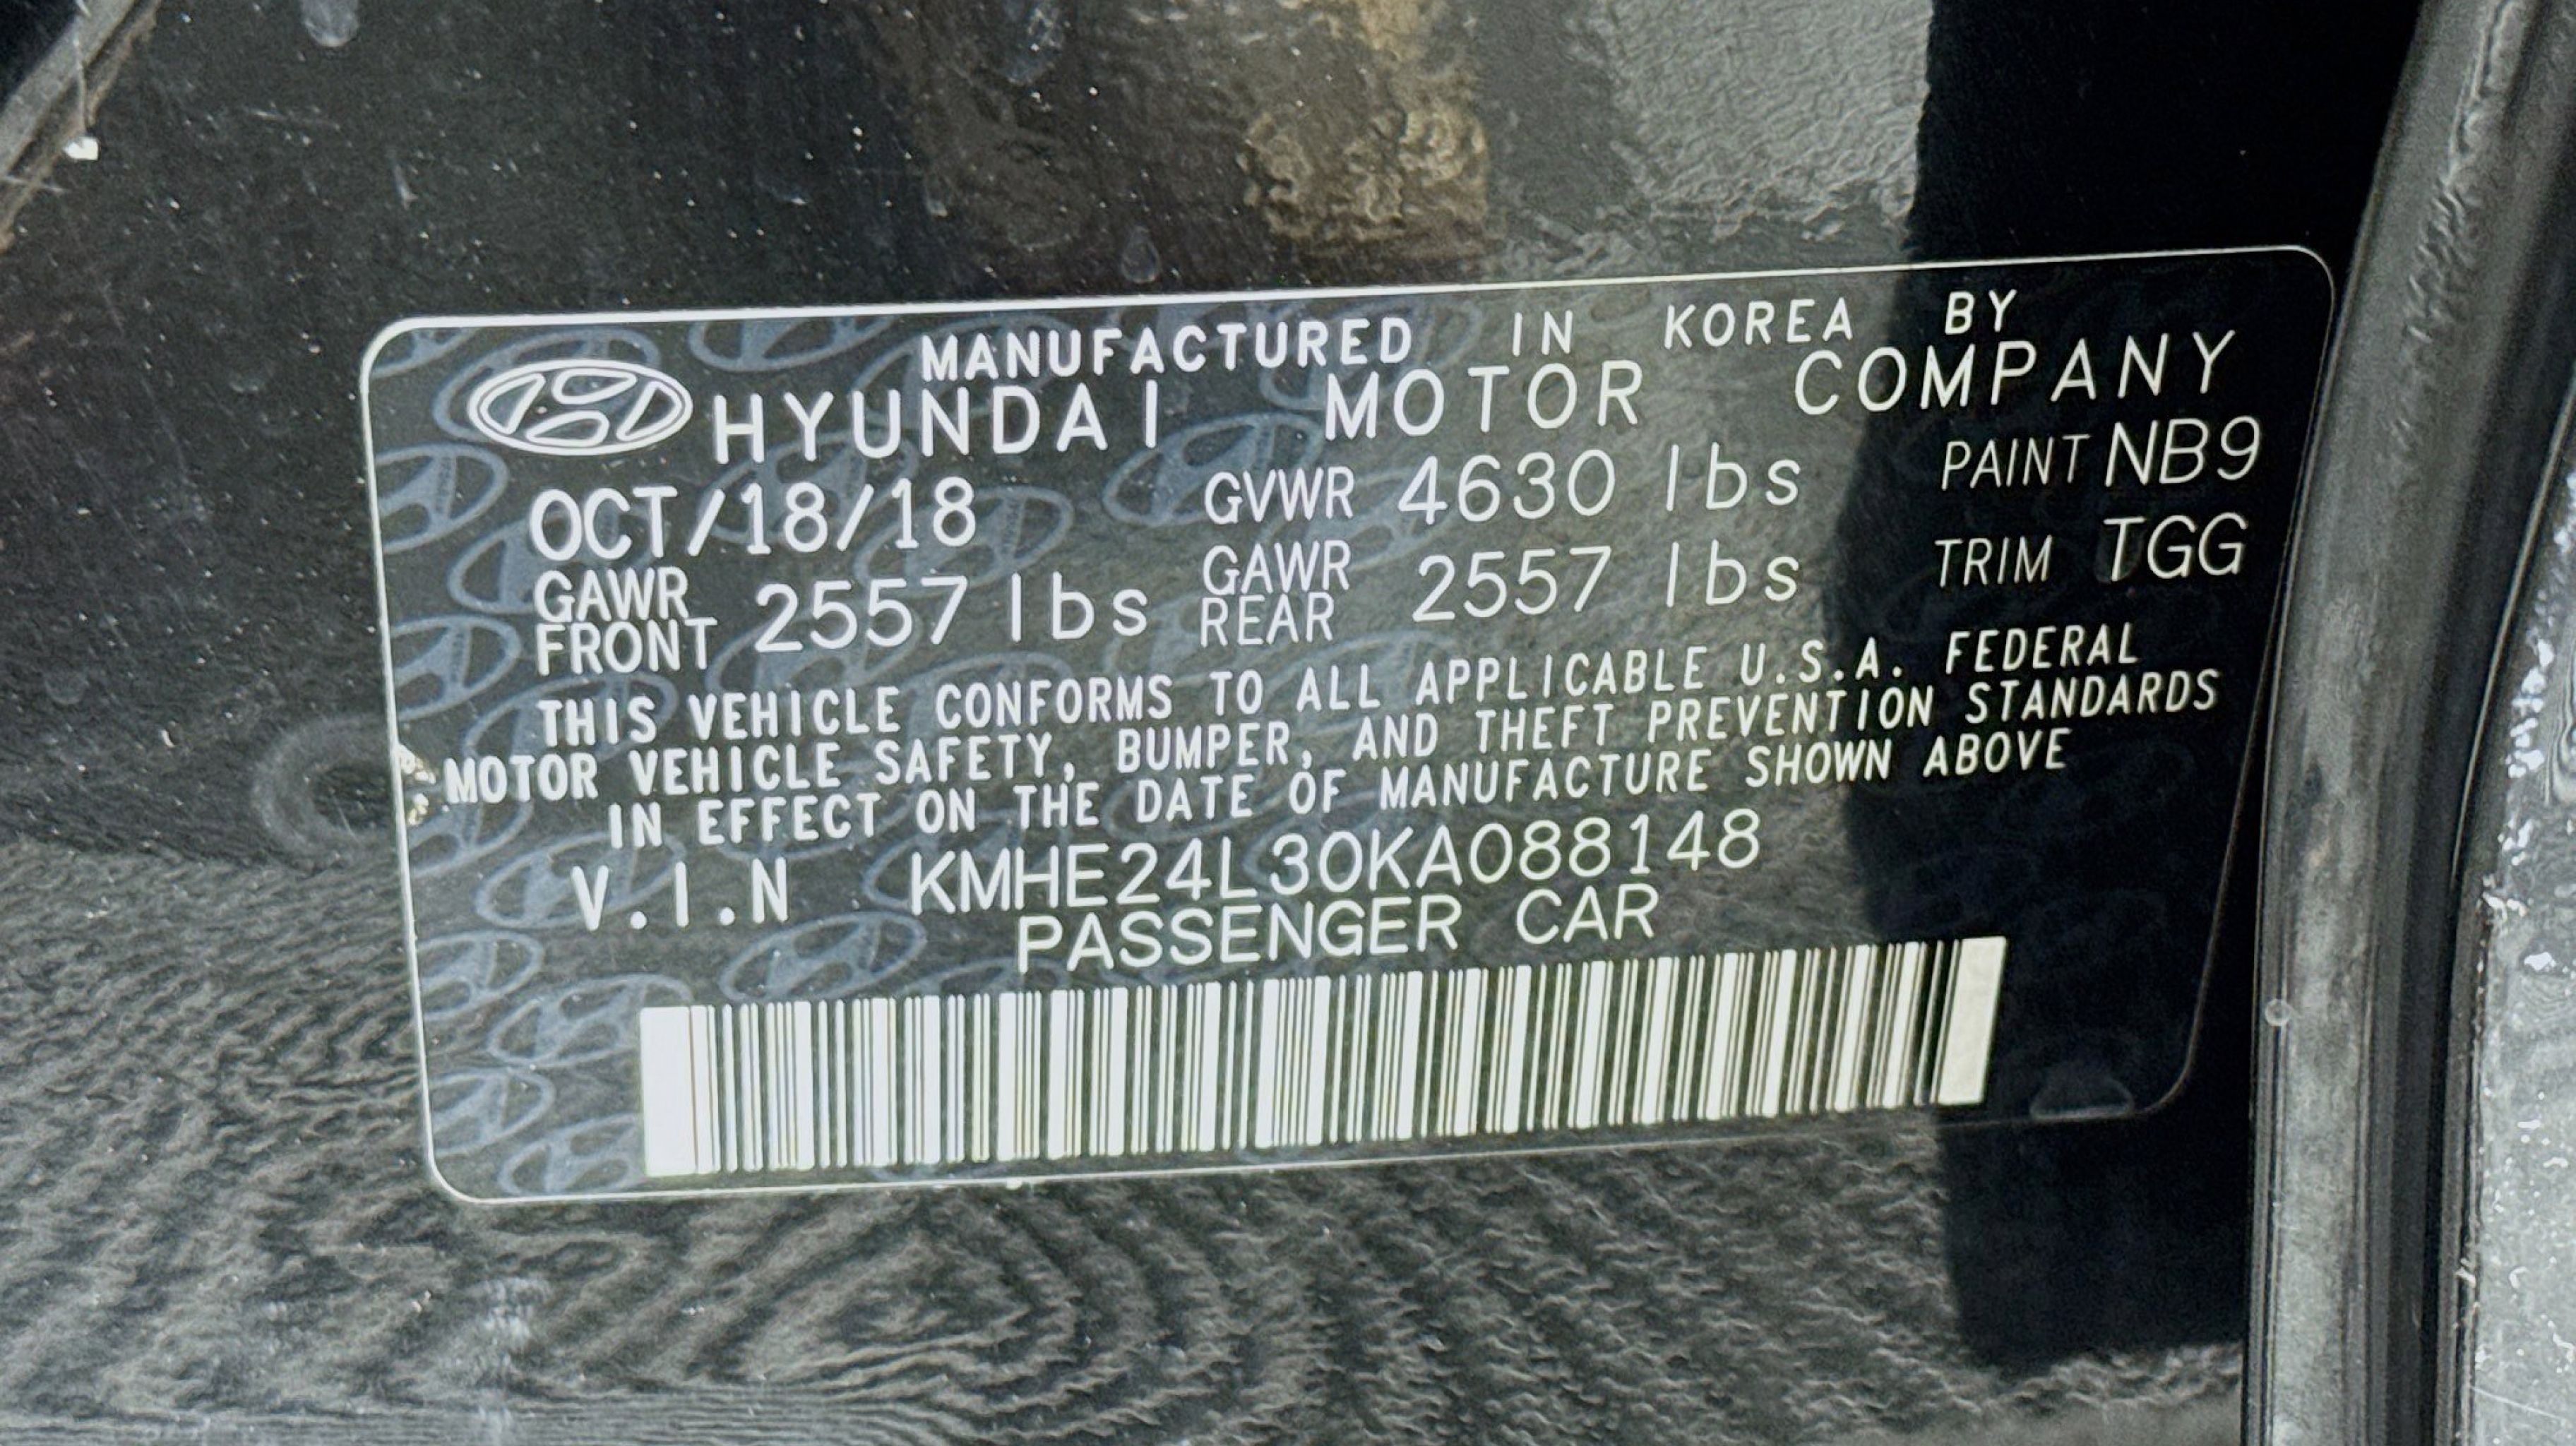 MANUFACTURED IN KOREA BY
HYUNDAI MOTOR COMPANY
OCT/18/18 GVWR 4630 lbs PAINT NB9
GAWR FRONT 2557 lbs GAWR REAR 2557 lbs TRIM TGG
THIS VEHICLE CONFORMS TO ALL APPLICABLE U.S.A. FEDERAL
MOTOR VEHICLE SAFETY, BUMPER, AND THEFT PREVENTION STANDARDS
IN EFFECT ON THE DATE OF MANUFACTURE SHOWN ABOVE
V.I.N KMHE24L30KA088148
PASSENGER CAR